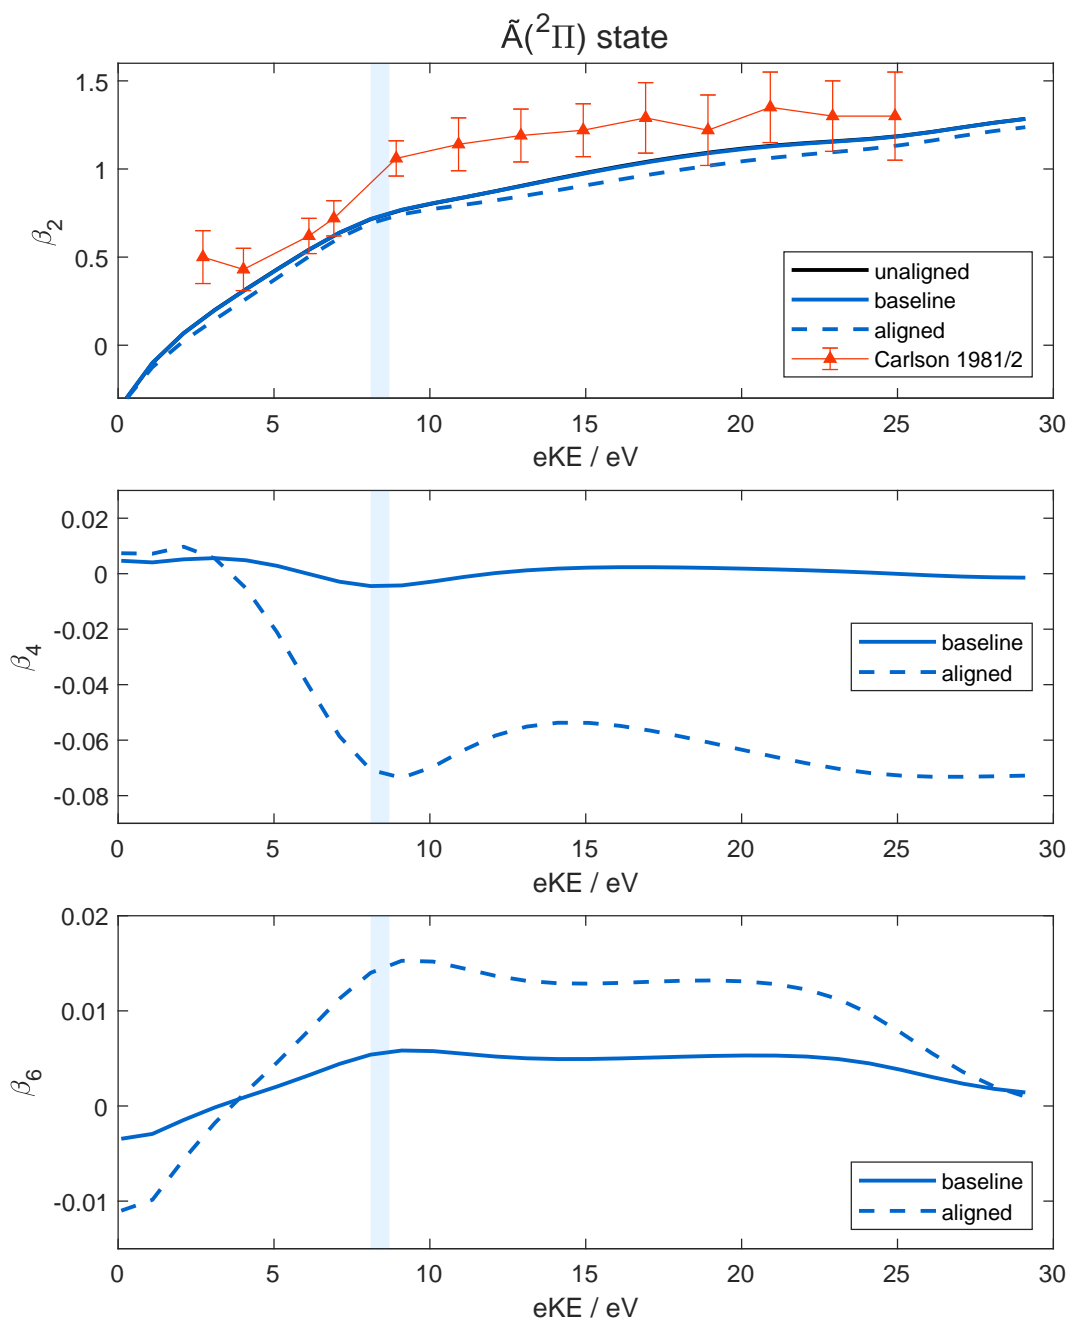 Ã(²Π) state
1.5
1
0.5
0
β₂
unaligned
baseline
aligned
Carlson 1981/2
0 5 10 15 20 25 30
eKE / eV
0.02
0
-0.02
-0.04
-0.06
-0.08
β₄
baseline
aligned
0 5 10 15 20 25 30
eKE / eV
0.02
0.01
0
-0.01
β₆
baseline
aligned
0 5 10 15 20 25 30
eKE / eV